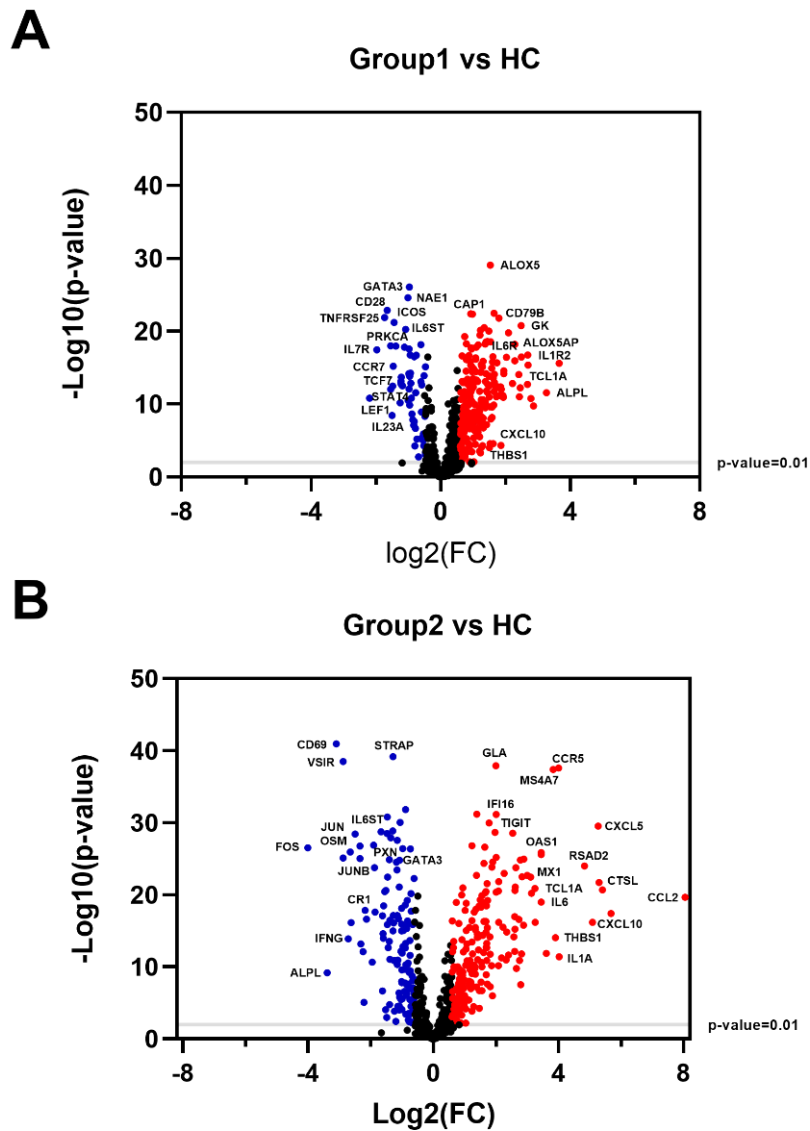 A
Group1 vs HC
-Log10(p-value)
50
40
30
20
10
0
ALOX5
GATA3
NAE1
CD28
ICOS
TNFRSF25
IL6ST
PRKCA
IL7R
CCR7
TCF7
STAT4
LEF1
IL23A
CAP1
CD79B
GK
IL6R
ALOX5AP
IL1R2
TCL1A
ALPL
CXCL10
THBS1
p-value=0.01
-8
-4
0
4
8
log2(FC)
B
Group2 vs HC
-Log10(p-value)
50
40
30
20
10
0
CD69
STRAP
VSIR
GLA
CCR5
MS4A7
IL6ST
JUN
IFI16
TIGIT
CXCL5
FOS
OSM
PXN
GATA3
OAS1
RSAD2
JUNB
MX1
CTSL
TCL1A
CCL2
CR1
IL6
CXCL10
IFNG
THBS1
ALPL
IL1A
p-value=0.01
-8
-4
0
4
8
Log2(FC)